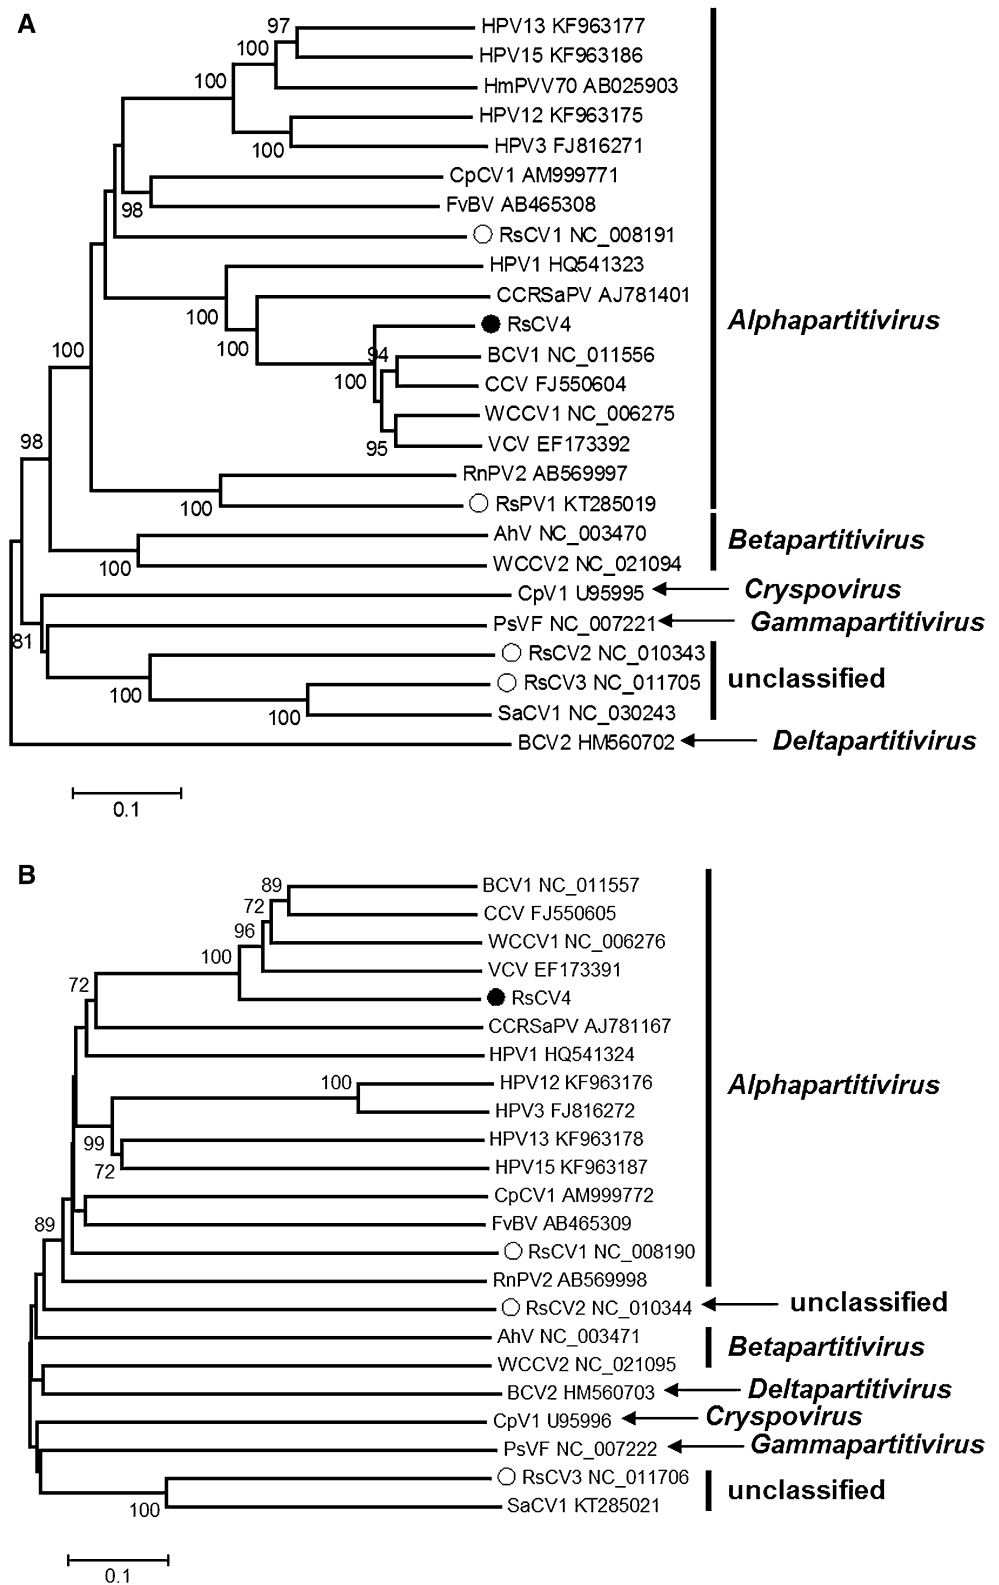 A
97
HPV13 KF963177
100
HPV15 KF963186
100
HmPVV70 AB025903
HPV12 KF963175
100
HPV3 FJ816271
CpCV1 AM999771
98
FvBV AB465308
RsCV1 NC_008191
HPV1 HQ541323
100
CCRSaPV AJ781401
Alphapartitivirus
100
RsCV4
100
94
BCV1 NC_011556
100
CCV FJ550604
WCCV1 NC_006275
95
VCV EF173392
98
RnPV2 AB569997
100
RsPV1 KT285019
AhV NC_003470
Betapartitivirus
100
WCCV2 NC_021094
CpV1 U95995
Cryspovirus
PsVF NC_007221
Gammapartitivirus
81
RsCV2 NC_010343
100
RsCV3 NC_011705
unclassified
100
SaCV1 NC_030243
BCV2 HM560702
Deltapartitivirus
0.1
B
89
BCV1 NC_011557
72
CCV FJ550605
96
WCCV1 NC_006276
100
VCV EF173391
72
RsCV4
CCRSaPV AJ781167
HPV1 HQ541324
100
HPV12 KF963176
Alphapartitivirus
HPV3 FJ816272
99
HPV13 KF963178
72
HPV15 KF963187
CpCV1 AM999772
89
FvBV AB465309
RsCV1 NC_008190
RnPV2 AB569998
RsCV2 NC_010344
unclassified
AhV NC_003471
Betapartitivirus
WCCV2 NC_021095
BCV2 HM560703
Deltapartitivirus
CpV1 U95996
Cryspovirus
PsVF NC_007222
Gammapartitivirus
RsCV3 NC_011706
unclassified
100
SaCV1 KT285021
0.1